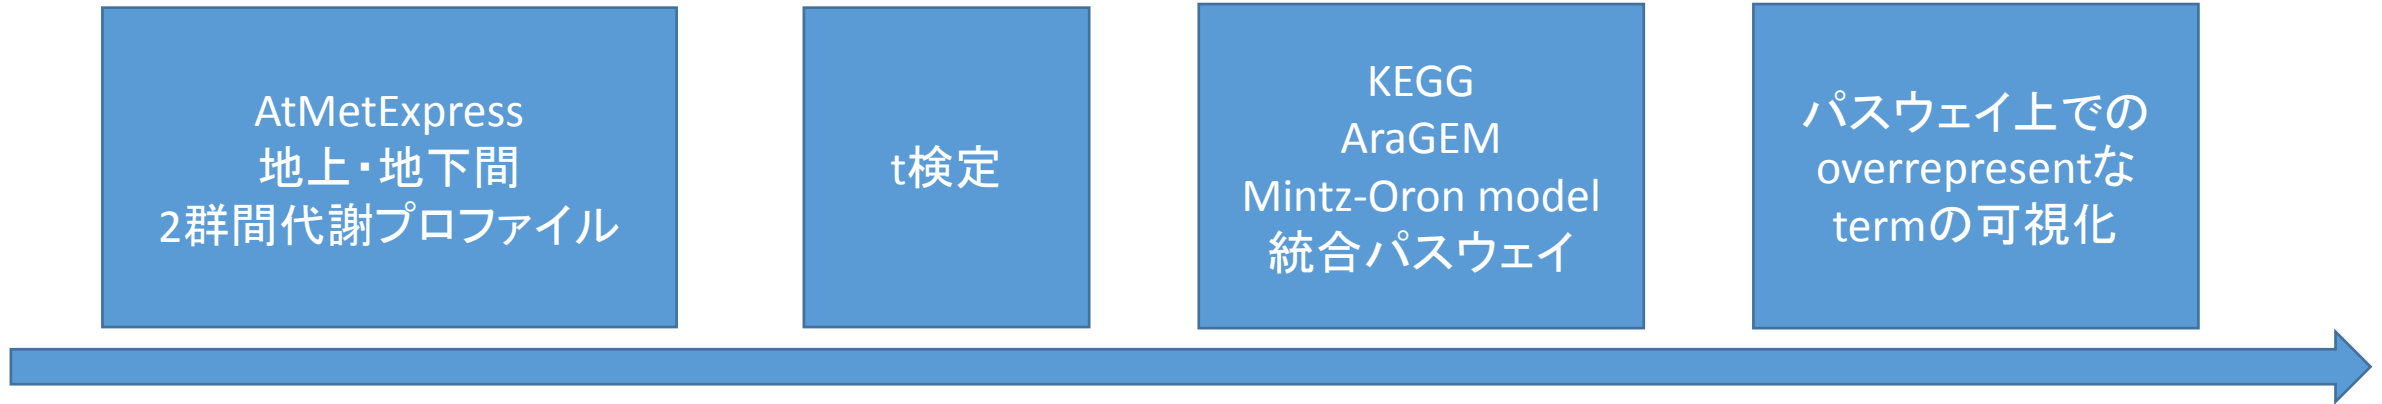 AtMetExpress
地上・地下間
2群間代謝プロファイル
t検定
KEGG
AraGEM
Mintz-Oron model
統合パスウェイ
パスウェイ上での
overrepresentな
termの可視化